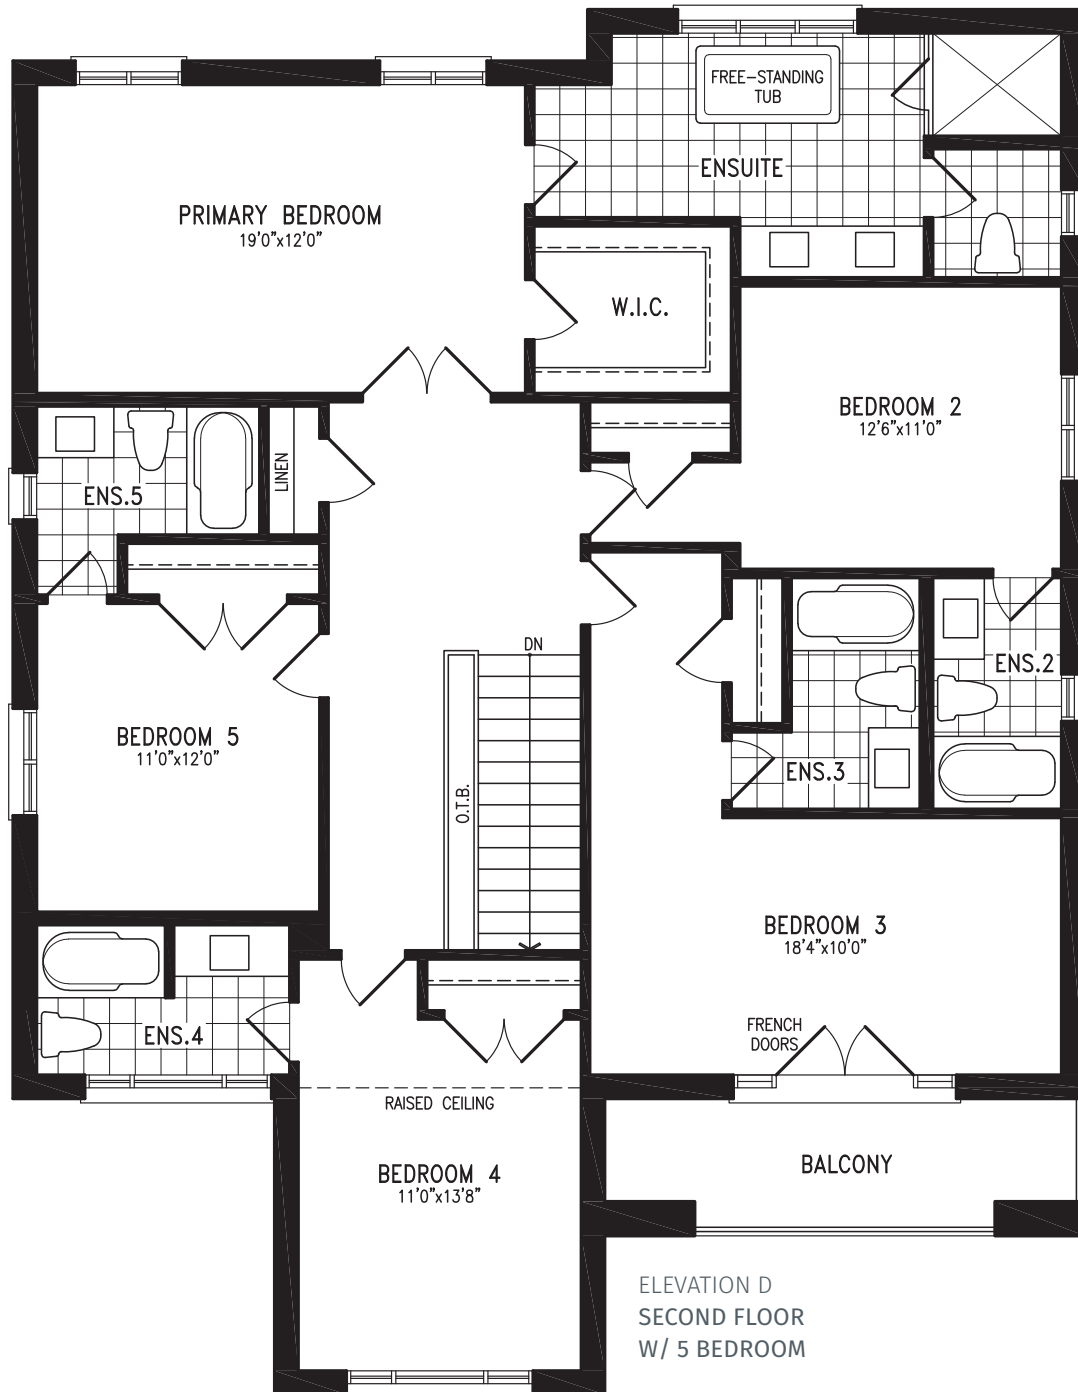 FREE-STANDING
TUB
ENSUITE
PRIMARY BEDROOM
19'0"x12'0"
W.I.C.
BEDROOM 2
12'6"x11'0"
LINEN
ENS.5
DN
ENS.2
BEDROOM 5
11'0"x12'0"
ENS.3
O.T.B.
BEDROOM 3
18'4"x10'0"
FRENCH
DOORS
ENS.4
RAISED CEILING
BEDROOM 4
11'0"x13'8"
BALCONY
ELEVATION D
SECOND FLOOR
W/ 5 BEDROOM